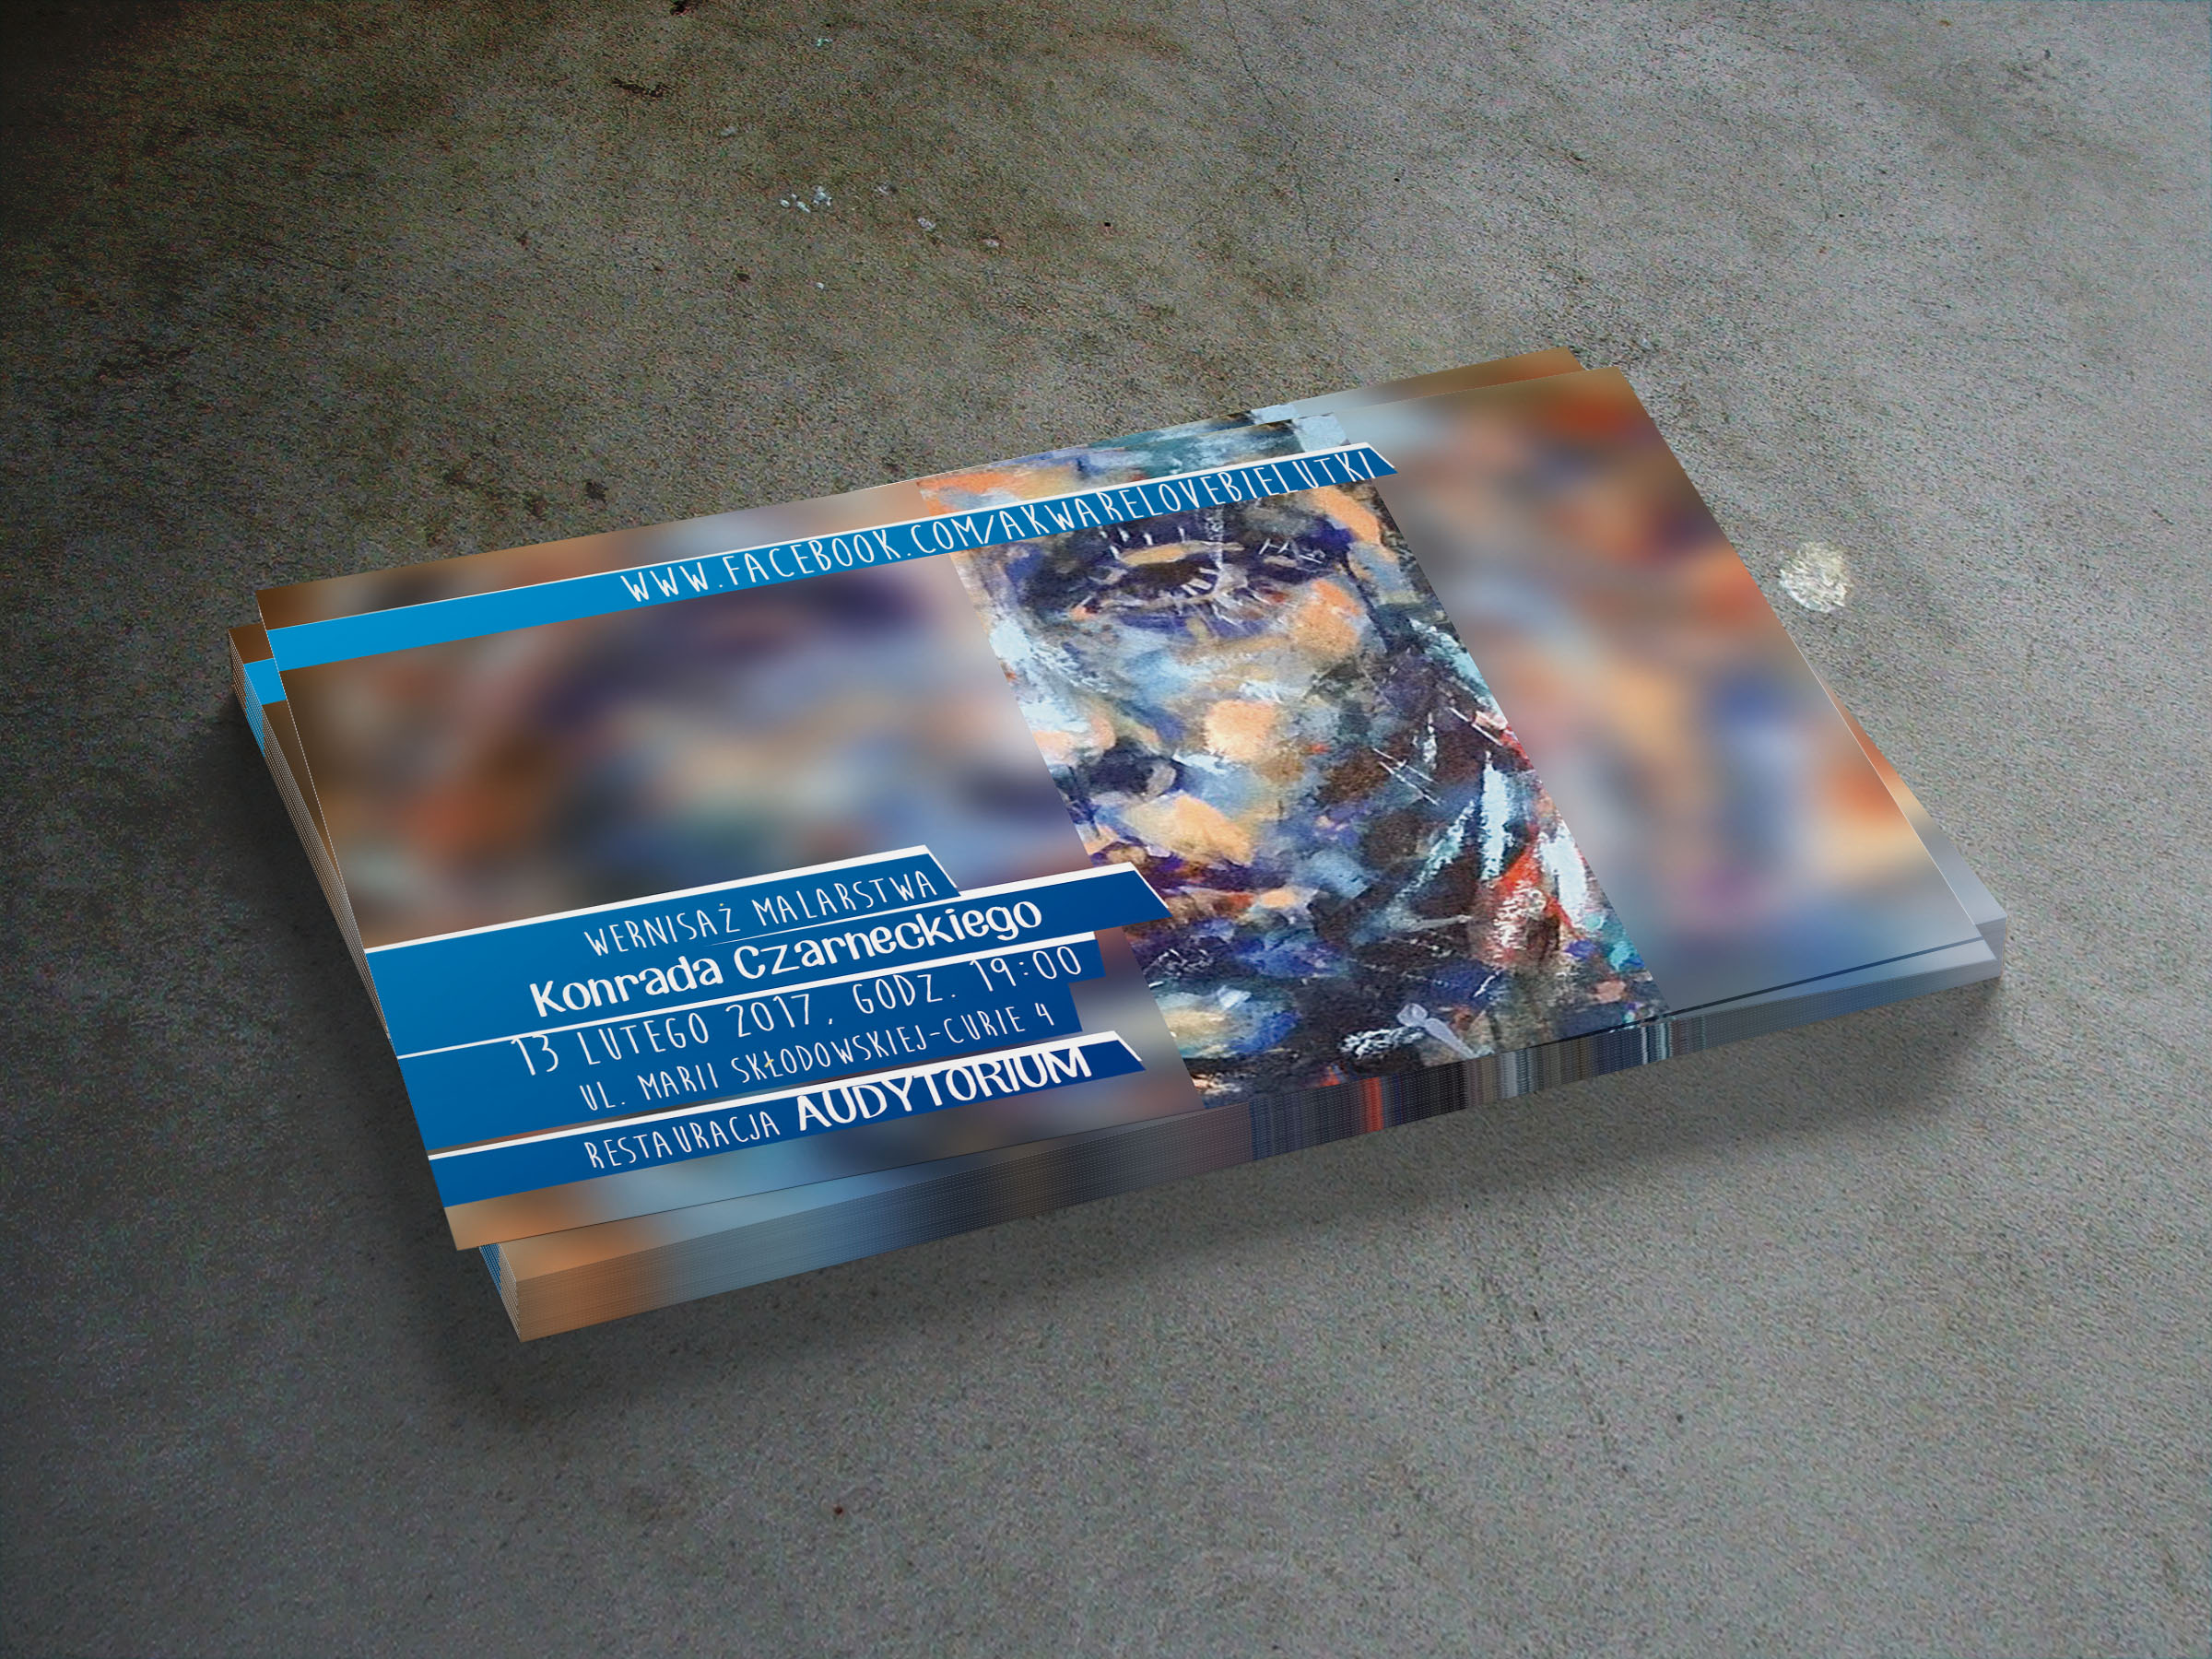 WWW.FACEBOOK.COM/AKWARELOVEBIELUTKI
WERNISAŻ MALARSTWA
Konrada Czarneckiego
13 LUTEGO 2017, GODZ. 19:00
UL. MARII SKŁODOWSKIEJ-CURIE 4
RESTAURACJA AUDYTORIUM